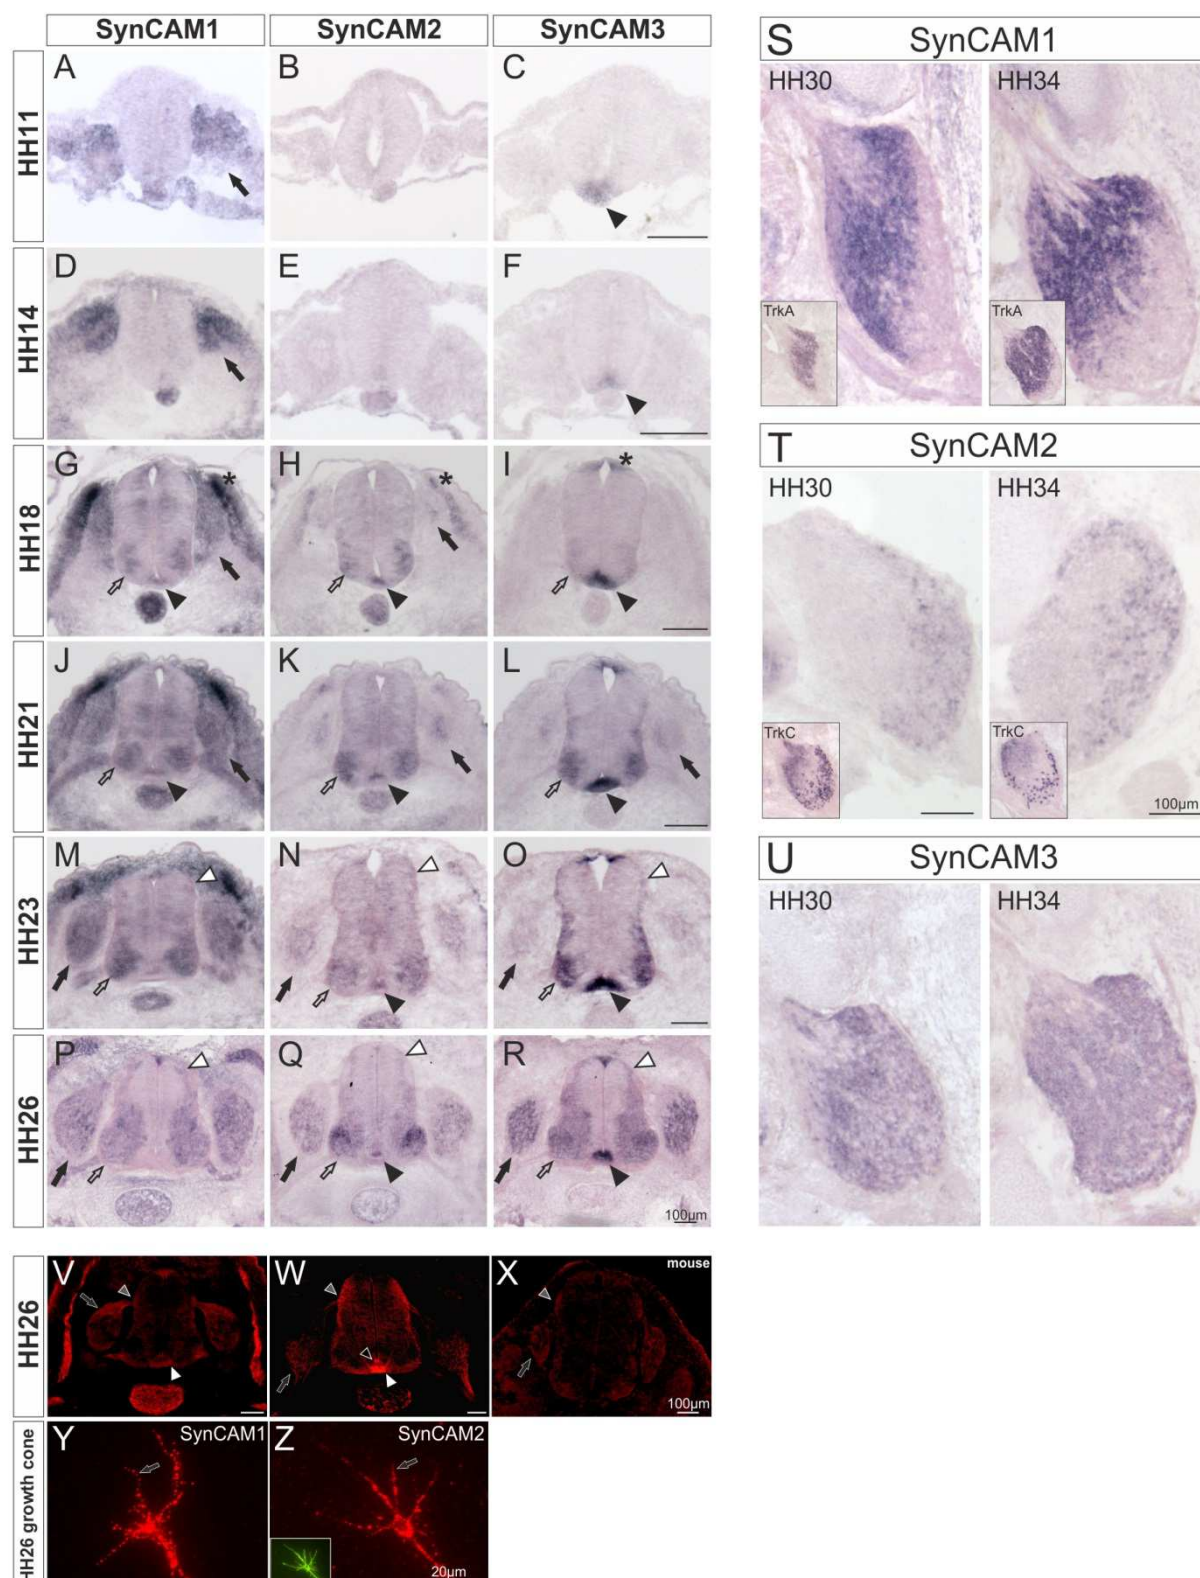 SynCAM1 SynCAM2 SynCAM3
HH11
A B C
HH14
D E F
HH18
G H I
* * *
HH21
J K L
HH23
M N O
HH26
P Q R
100µm
S SynCAM1
HH30 HH34
TrkA TrkA
T SynCAM2
HH30 HH34
TrkC TrkC
100µm
U SynCAM3
HH30 HH34
HH26
V W X mouse
100µm
HH26 growth cone
Y SynCAM1 Z SynCAM2
20µm